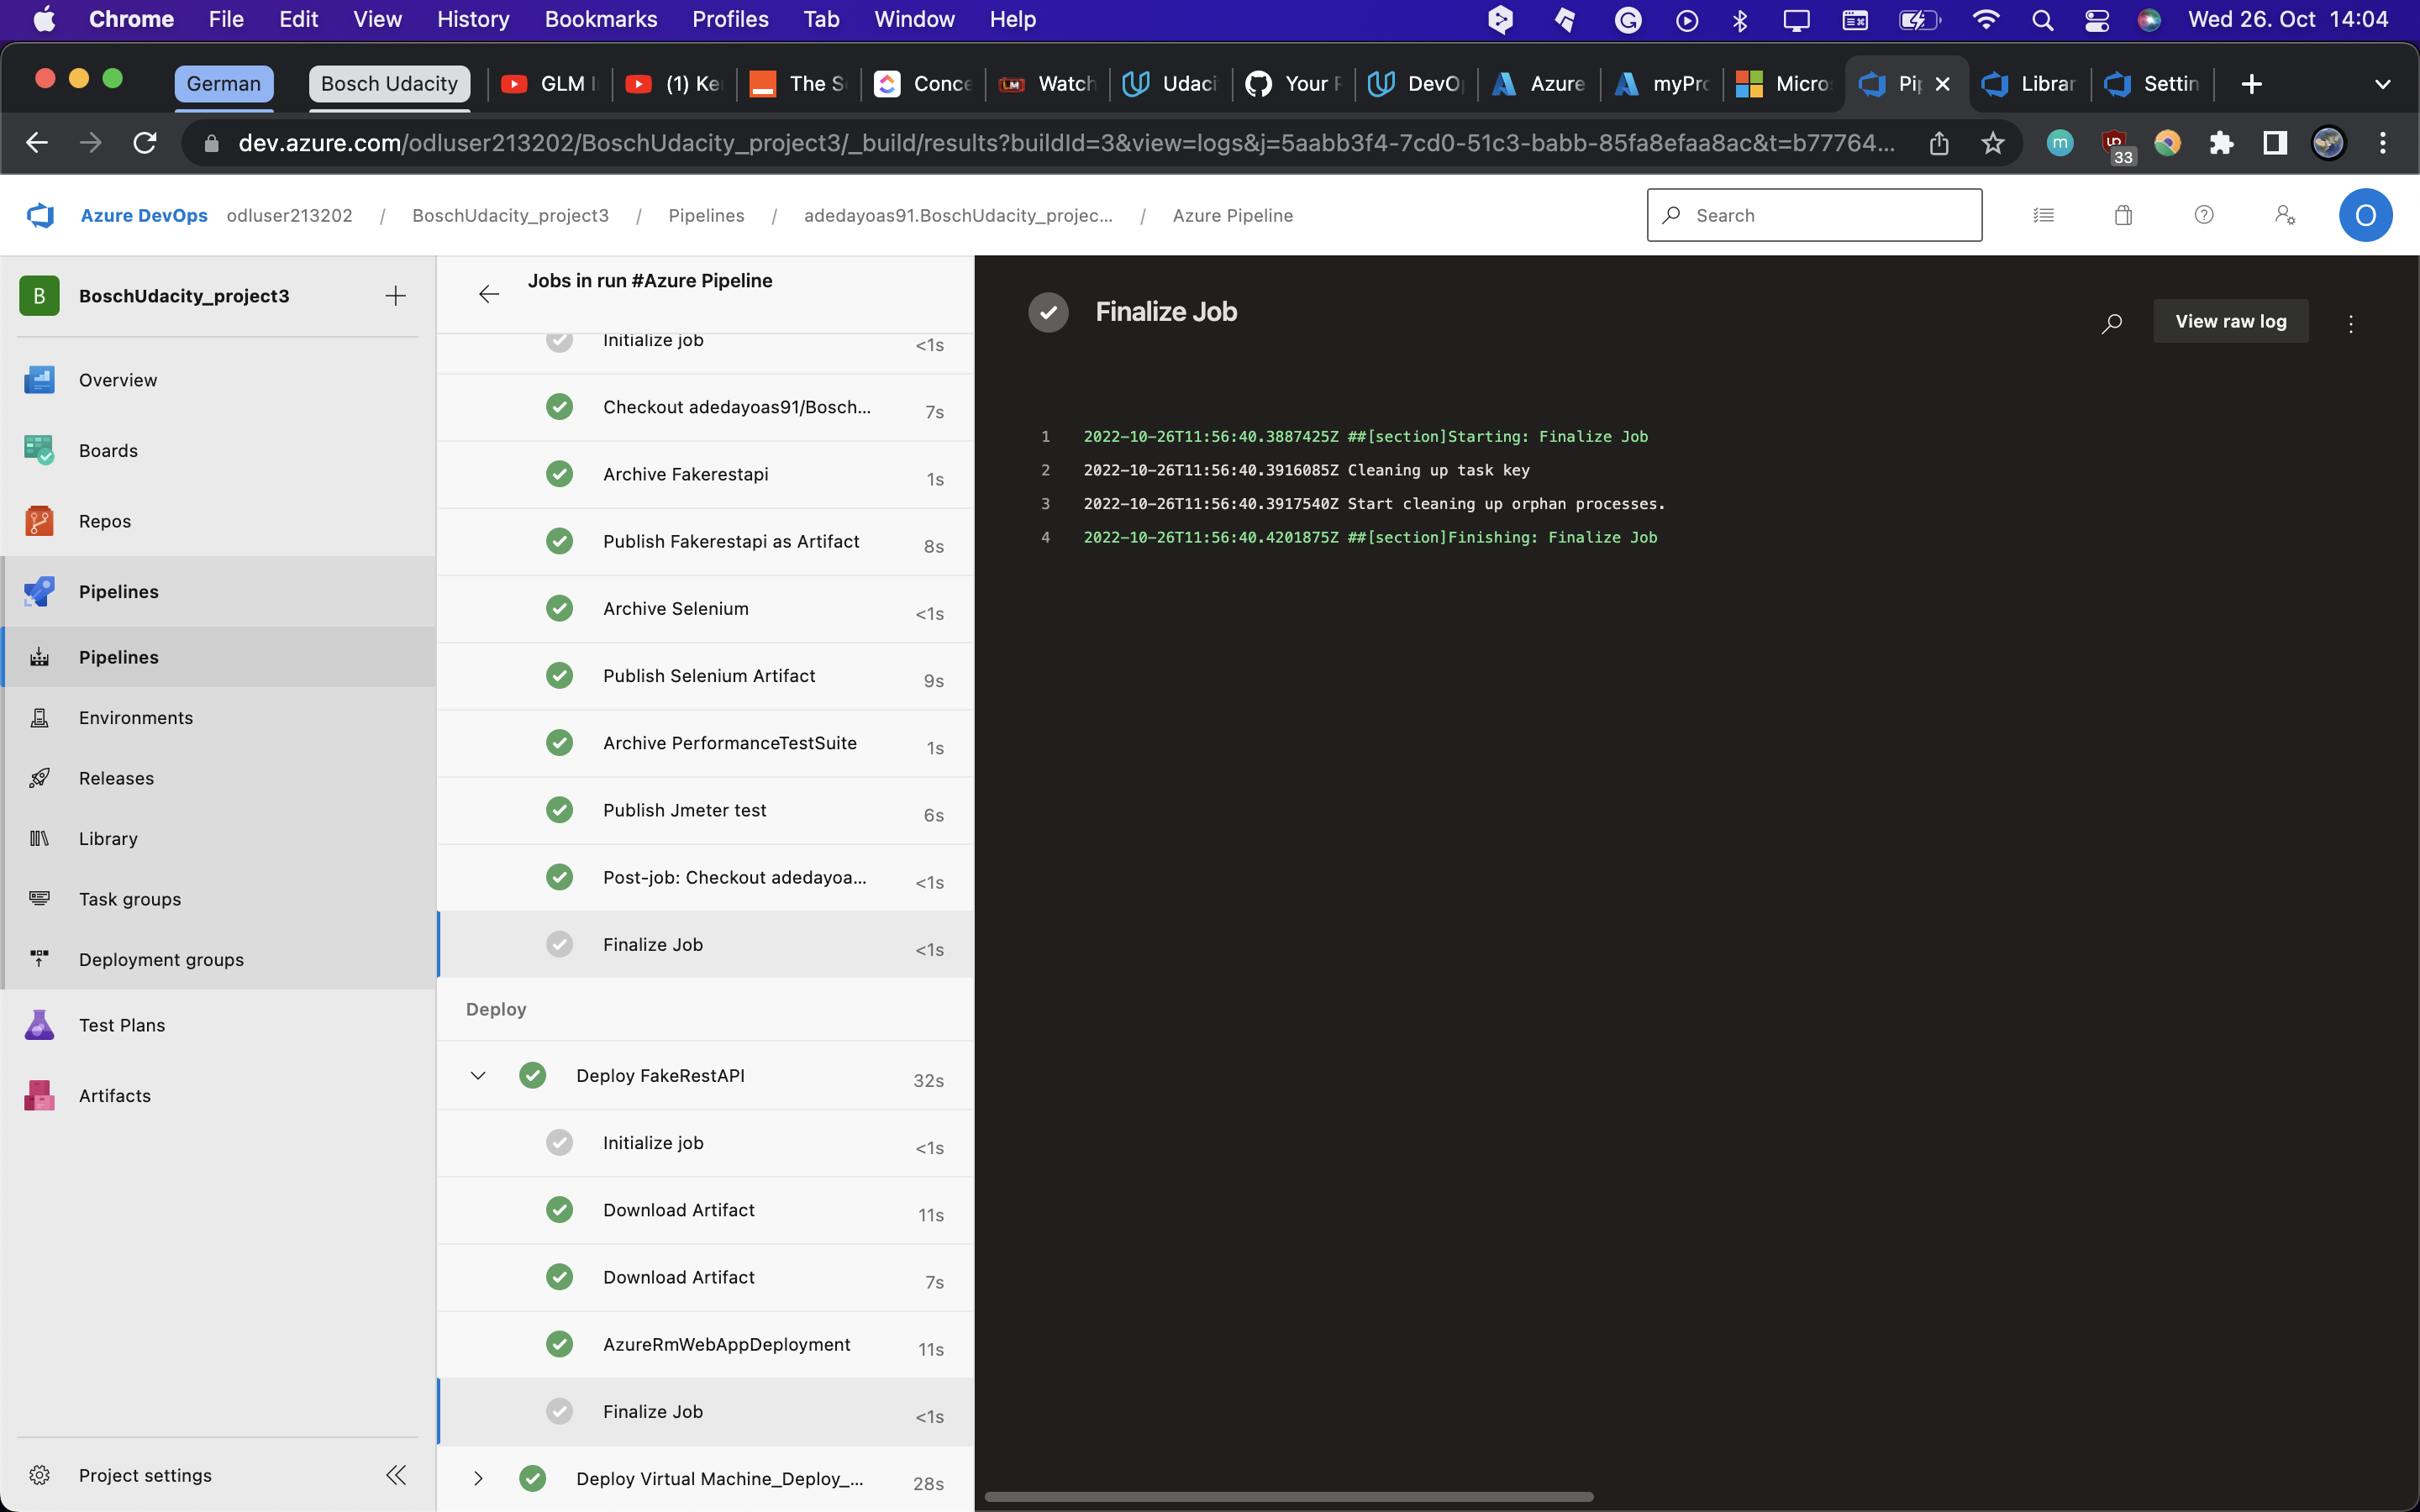 Chrome File Edit View History Bookmarks Profiles Tab Window Help Wed 26. Oct 14:04
German Bosch Udacity GLM (1) Ke The S Conce Watch Udaci Your DevO Azure myPro Micro Pi Librar Settin
dev.azure.com/odluser213202/BoschUdacity_project3/_build/results?buildId=3&view=logs&j=5aabb3f4-7cd0-51c3-babb-85fa8efaa8ac&t=b77764... m 33
Azure DevOps odluser213202 / BoschUdacity_project3 / Pipelines / adedayoas91.BoschUdacity_projec... / Azure Pipeline Search O
B BoschUdacity_project3
Overview
Boards
Repos
Pipelines
Pipelines
Environments
Releases
Library
Task groups
Deployment groups
Test Plans
Artifacts
Project settings
Jobs in run #Azure Pipeline
Initialize job <1s
Checkout adedayoas91/Bosch... 7s
Archive Fakerestapi 1s
Publish Fakerestapi as Artifact 8s
Archive Selenium <1s
Publish Selenium Artifact 9s
Archive PerformanceTestSuite 1s
Publish Jmeter test 6s
Post-job: Checkout adedayoa... <1s
Finalize Job <1s
Deploy
Deploy FakeRestAPI 32s
Initialize job <1s
Download Artifact 11s
Download Artifact 7s
AzureRmWebAppDeployment 11s
Finalize Job <1s
Deploy Virtual Machine_Deploy_... 28s
Finalize Job
View raw log
1 2022-10-26T11:56:40.3887425Z ##[section]Starting: Finalize Job
2 2022-10-26T11:56:40.3916085Z Cleaning up task key
3 2022-10-26T11:56:40.3917540Z Start cleaning up orphan processes.
4 2022-10-26T11:56:40.4201875Z ##[section]Finishing: Finalize Job